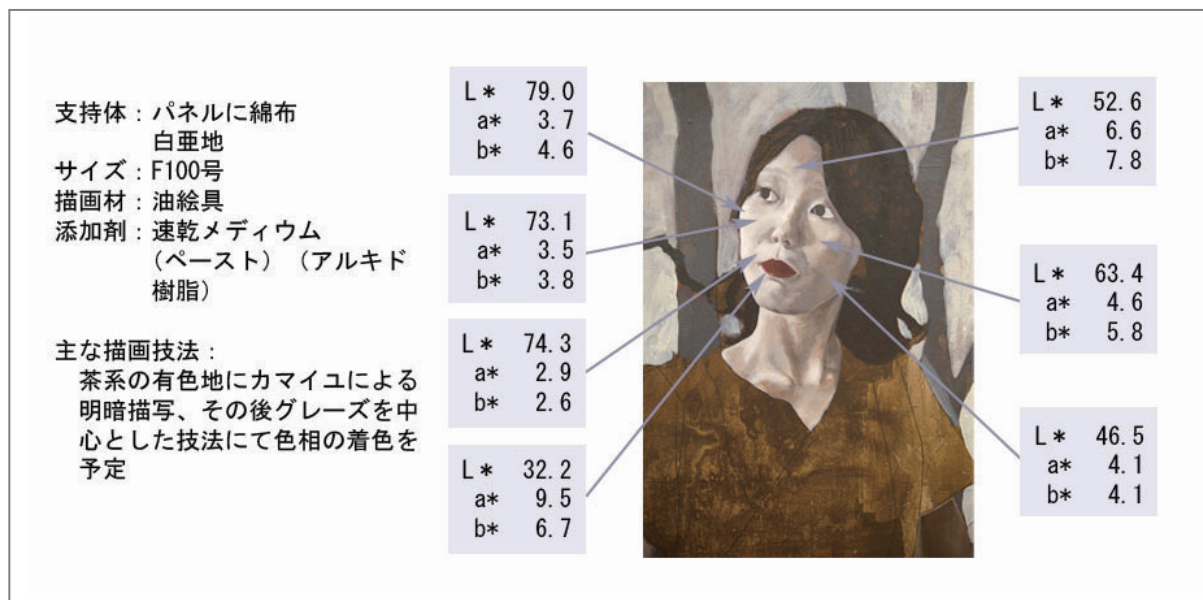 支持体：パネルに綿布
白亜地
サイズ：F100号
描画材：油絵具
添加剤：速乾メディウム
（ペースト）（アルキド
樹脂）
主な描画技法：
茶系の有色地にカマイユによる
明暗描写、その後グレーズを中
心とした技法にて色相の着色を
予定
L* 79.0
a* 3.7
b* 4.6
L* 73.1
a* 3.5
b* 3.8
L* 74.3
a* 2.9
b* 2.6
L* 32.2
a* 9.5
b* 6.7
L* 52.6
a* 6.6
b* 7.8
L* 63.4
a* 4.6
b* 5.8
L* 46.5
a* 4.1
b* 4.1